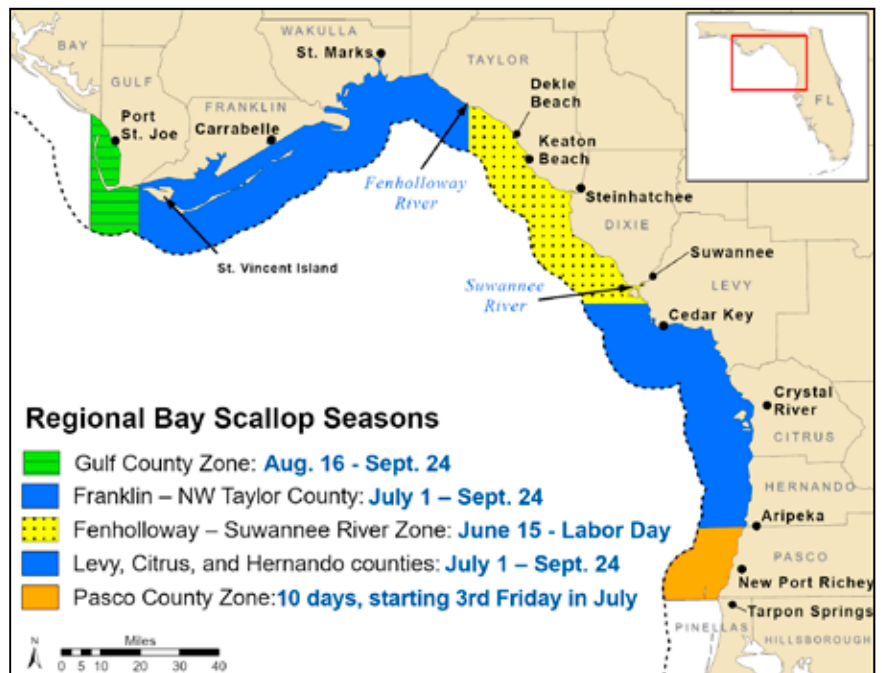 WAKULLA
BAY
St. Marks
TAYLOR
GULF
Dekle
Beach
FL
FRANKLIN
Port
St. Joe
Carrabelle
Keaton
Beach
Fenholloway
River
Steinhatchee
DIXIE
St. Vincent Island
Suwannee
Suwannee
River
LEVY
Cedar Key
Crystal
River
CITRUS
HERNANDO
Aripeka
PASCO
New Port Richey
Tarpon Springs
PINELLAS
HILLSBOROUGH
Regional Bay Scallop Seasons
Gulf County Zone: Aug. 16 - Sept. 24
Franklin – NW Taylor County: July 1 – Sept. 24
Fenholloway – Suwannee River Zone: June 15 - Labor Day
Levy, Citrus, and Hernando counties: July 1 – Sept. 24
Pasco County Zone:10 days, starting 3rd Friday in July
N
Miles
0 5 10 20 30 40